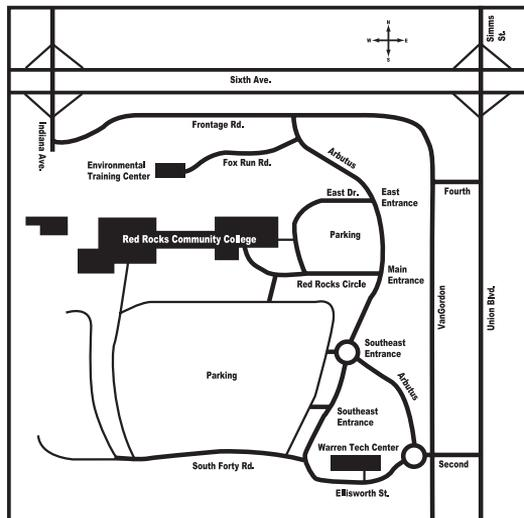 Simms
St.
N
W
E
S
Sixth Ave.
Indiana Ave.
Frontage Rd.
Arbutus
Environmental
Training Center
Fox Run Rd.
East Dr.
East
Entrance
Fourth
Red Rocks Community College
Parking
Main
Entrance
Red Rocks Circle
VanGordon
Union Blvd.
Southeast
Entrance
Parking
Arbutus
Southeast
Entrance
Warren Tech Center
South Forty Rd.
Second
Ellisworth St.